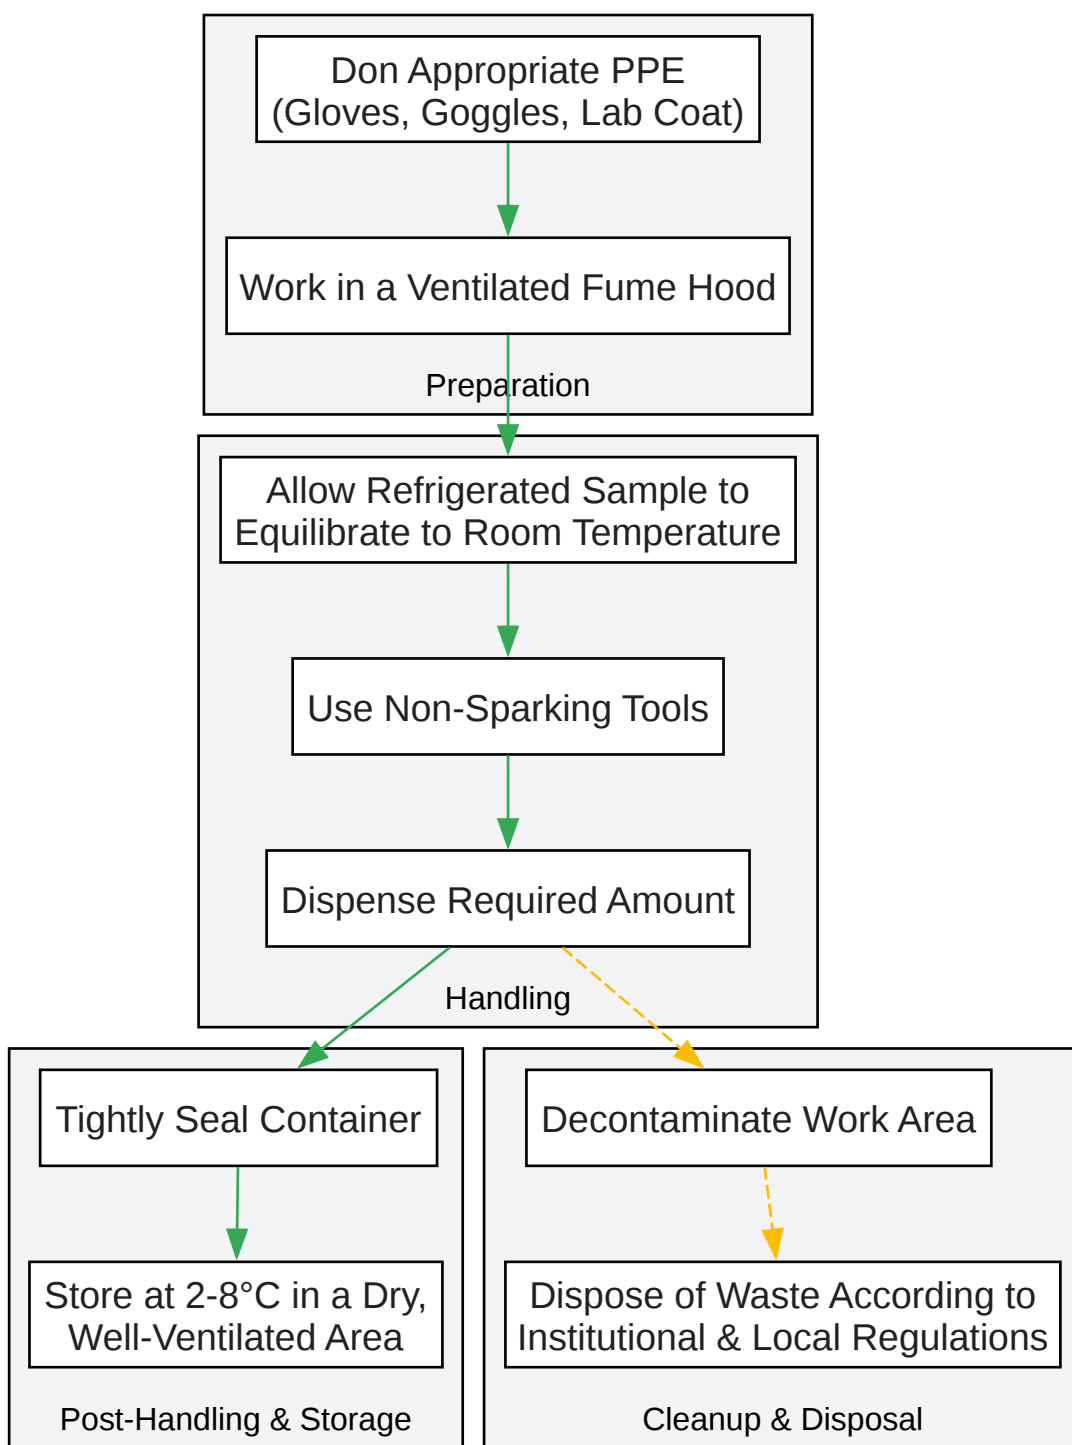 Don Appropriate PPE
(Gloves, Goggles, Lab Coat)
Work in a Ventilated Fume Hood
Preparation
Allow Refrigerated Sample to
Equilibrate to Room Temperature
Use Non-Sparking Tools
Dispense Required Amount
Handling
Tightly Seal Container
Store at 2-8°C in a Dry,
Well-Ventilated Area
Post-Handling & Storage
Decontaminate Work Area
Dispose of Waste According to
Institutional & Local Regulations
Cleanup & Disposal